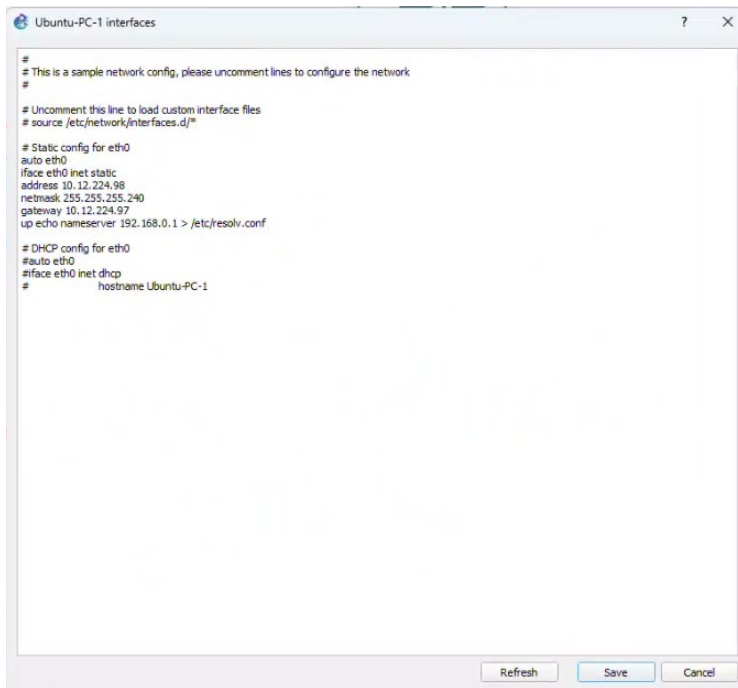 Ubuntu-PC-1 interfaces
?
#
# This is a sample network config, please uncomment lines to configure the network
#
# Uncomment this line to load custom interface files
# source /etc/network/interfaces.d/*
# Static config for eth0
auto eth0
iface eth0 inet static
address 10.12.224.98
netmask 255.255.255.240
gateway 10.12.224.97
up echo nameserver 192.168.0.1 > /etc/resolv.conf
# DHCP config for eth0
#auto eth0
#iface eth0 inet dhcp
# hostname Ubuntu-PC-1
Refresh Save Cancel